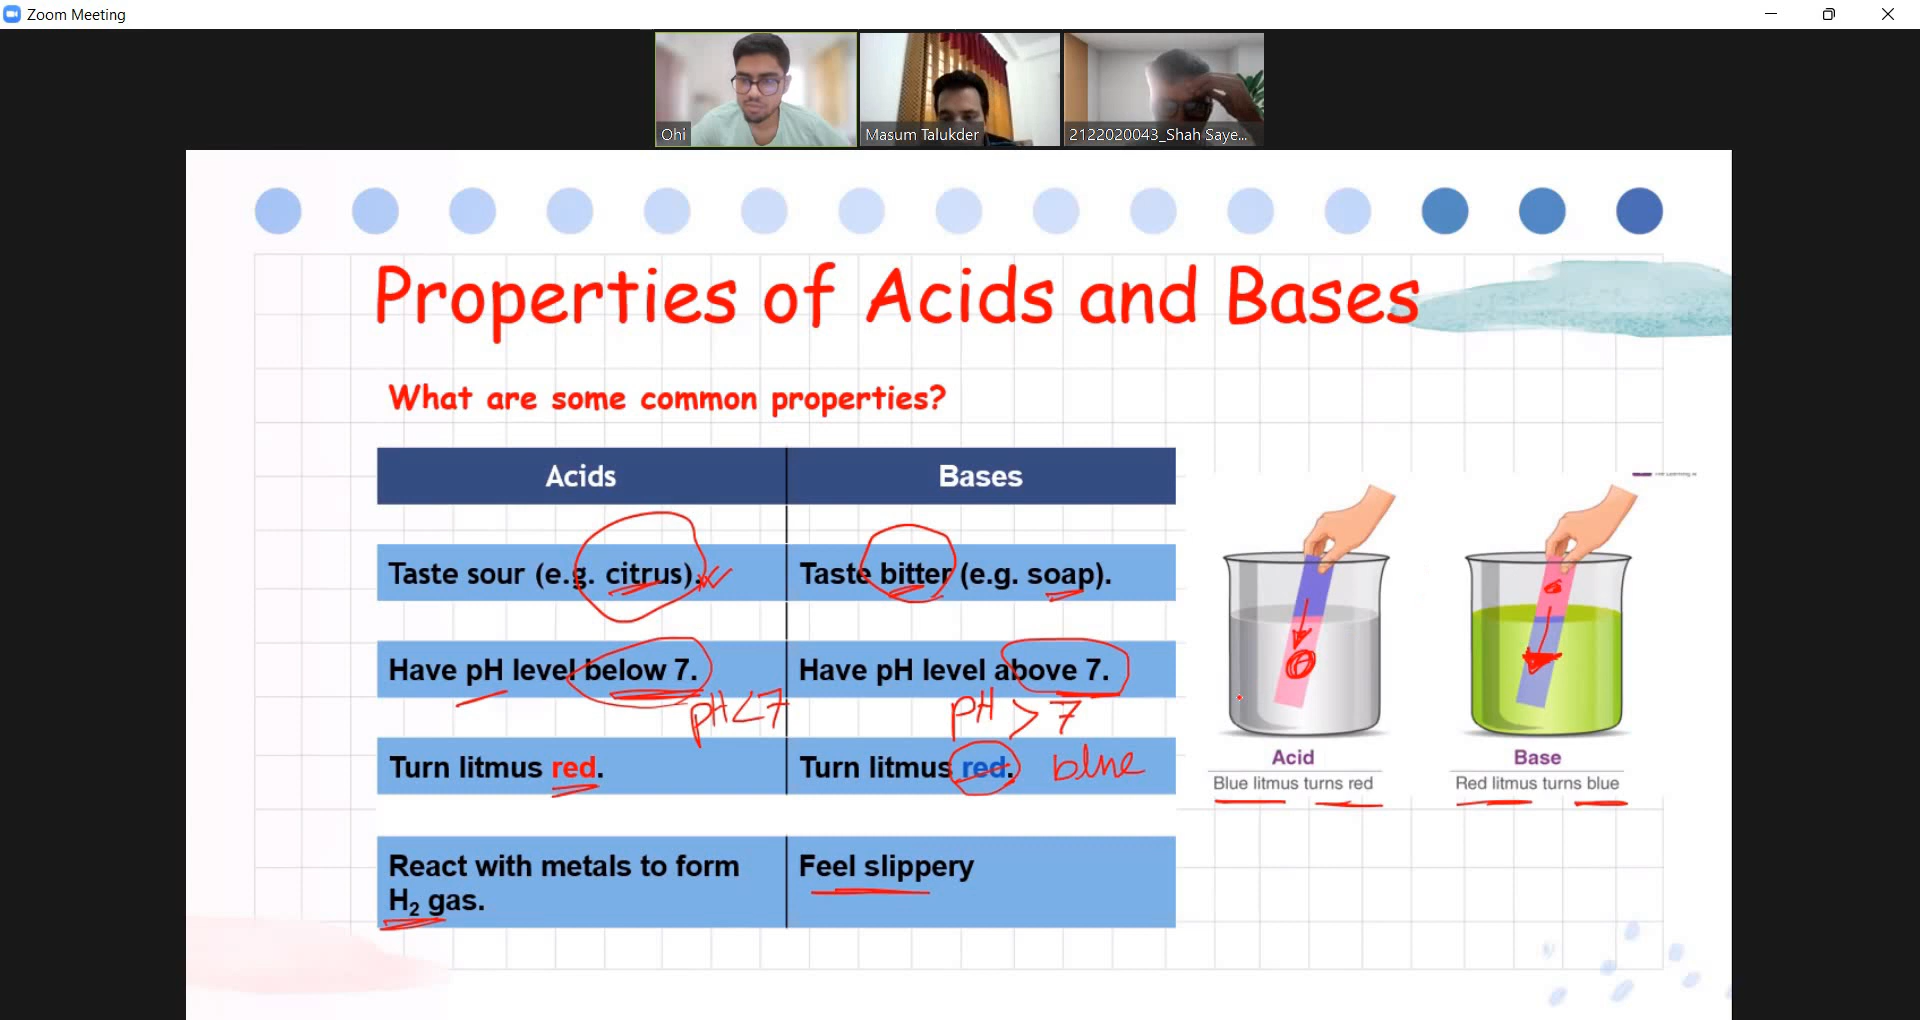 Zoom Meeting
Ohi
Masum Talukder
2122020043_Shah Saye...
Properties of Acids and Bases
What are some common properties?
Acids
Bases
Taste sour (e.g. citrus).
Taste bitter (e.g. soap).
Have pH level below 7.
Have pH level above 7.
pH<7
pH > 7
Turn litmus red.
Turn litmus red.
blue
React with metals to form
H₂ gas.
Feel slippery
Acid
Blue litmus turns red
Base
Red litmus turns blue